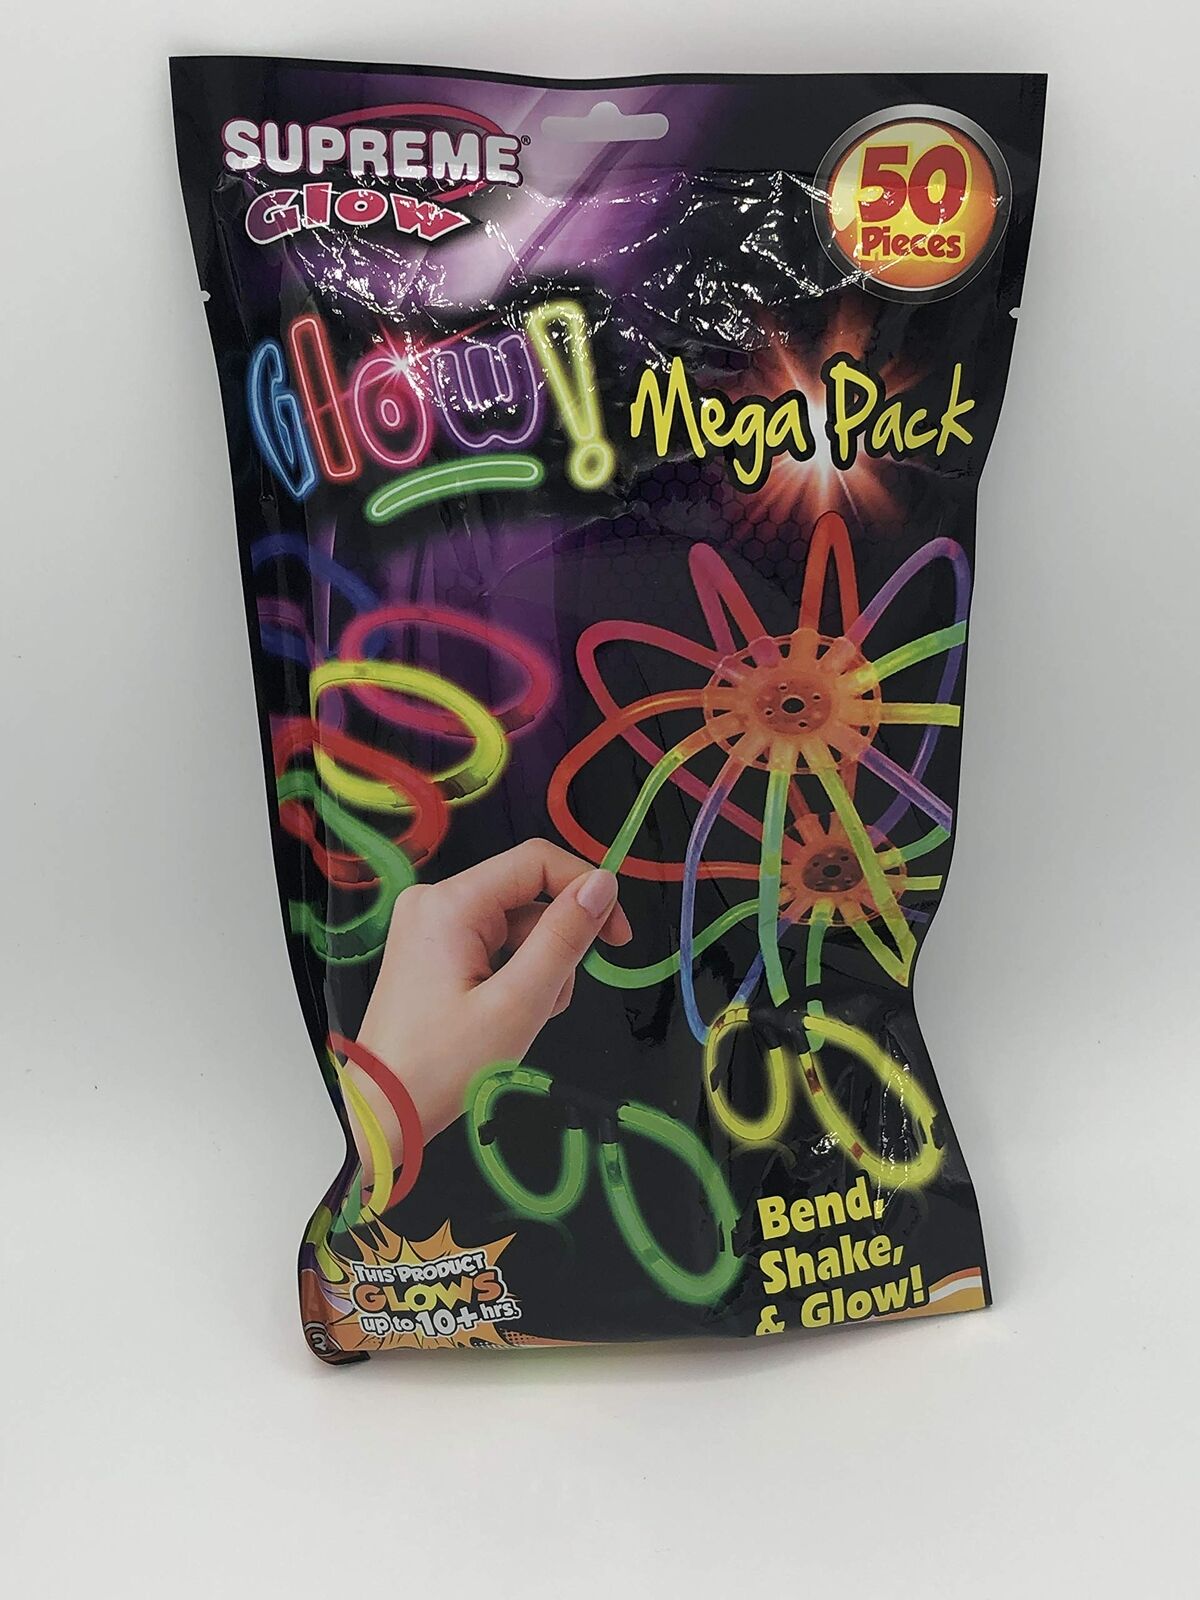 SUPREME®
Glow
50
Pieces
Glow!
Mega Pack
Bend,
Shake,
& Glow!
THIS PRODUCT
GLOWS
up to 10+ hrs.